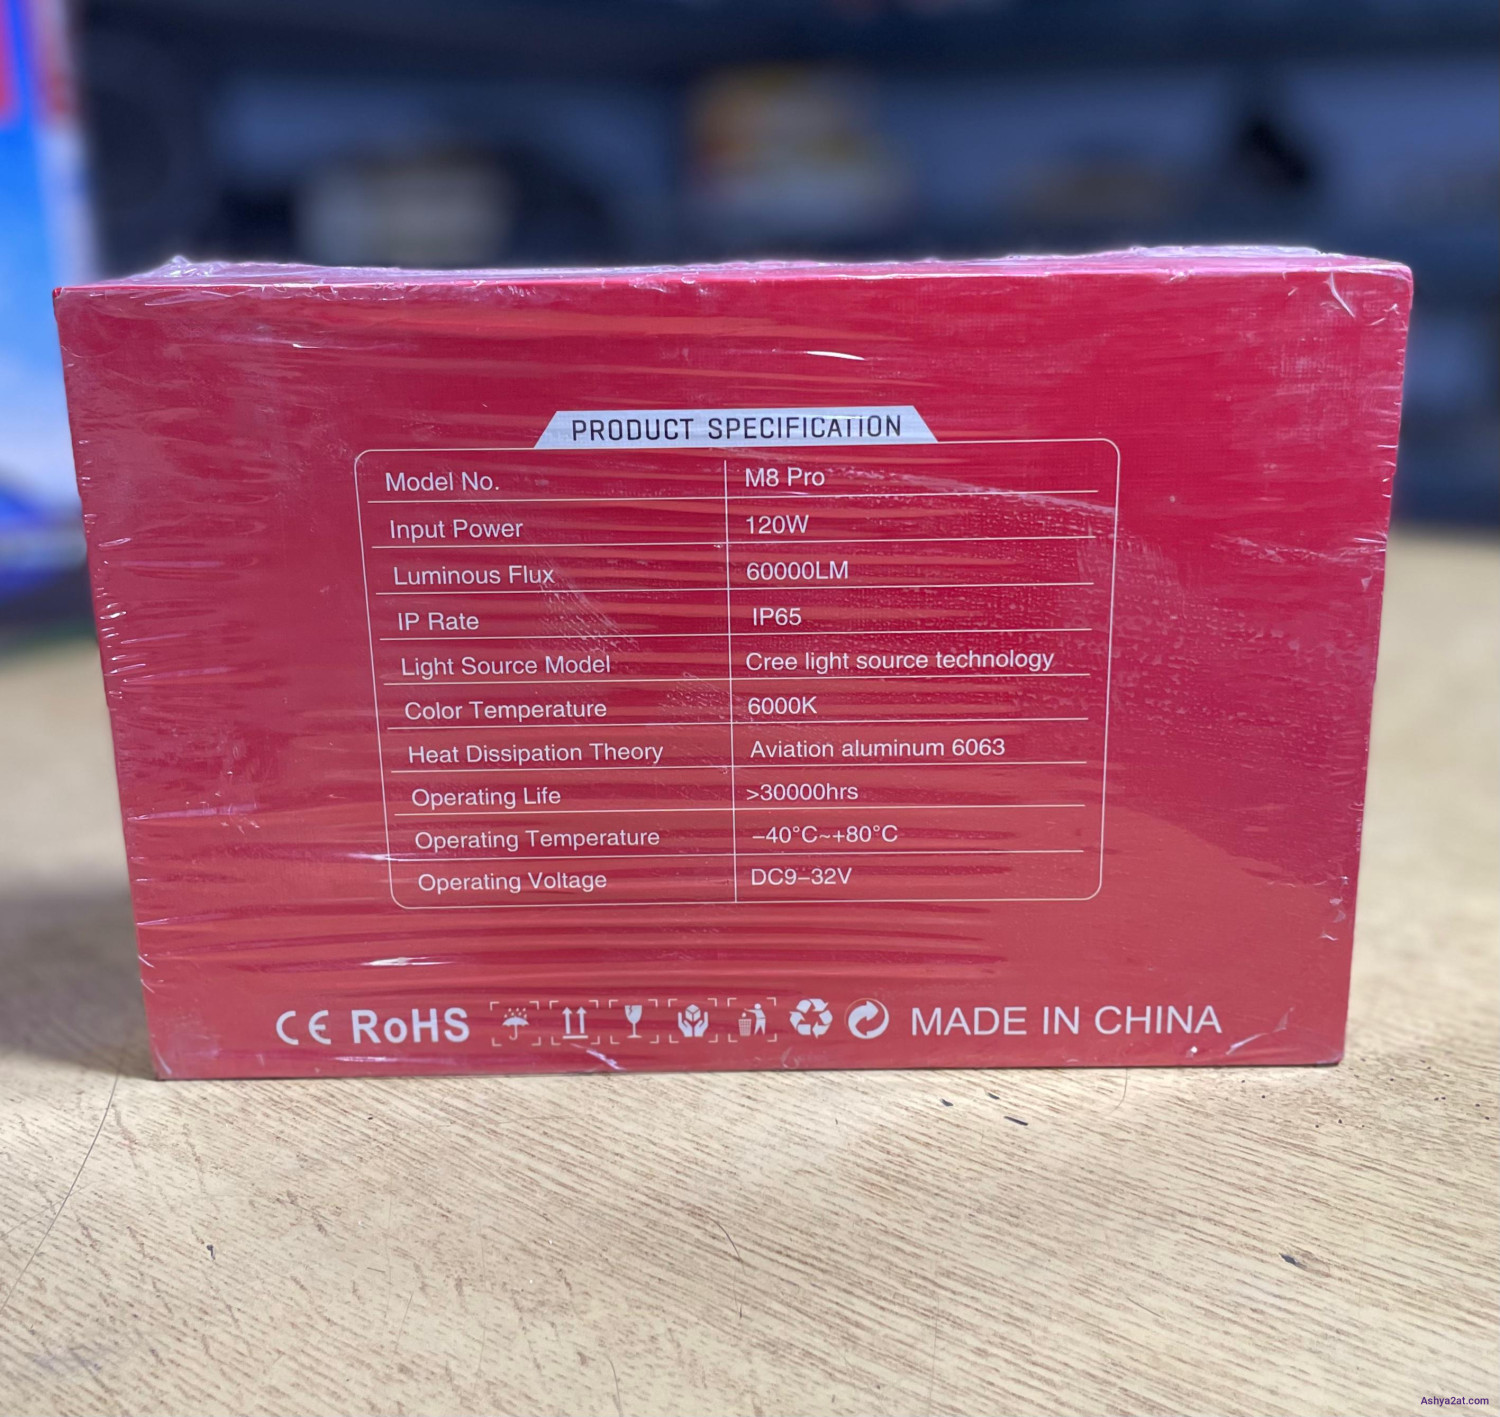 PRODUCT SPECIFICATION
Model No. M8 Pro
Input Power 120W
Luminous Flux 60000LM
IP Rate IP65
Light Source Model Cree light source technology
Color Temperature 6000K
Heat Dissipation Theory Aviation aluminum 6063
Operating Life >30000hrs
Operating Temperature −40°C~+80°C
Operating Voltage DC9−32V
CE RoHS MADE IN CHINA
Ashya2at.com